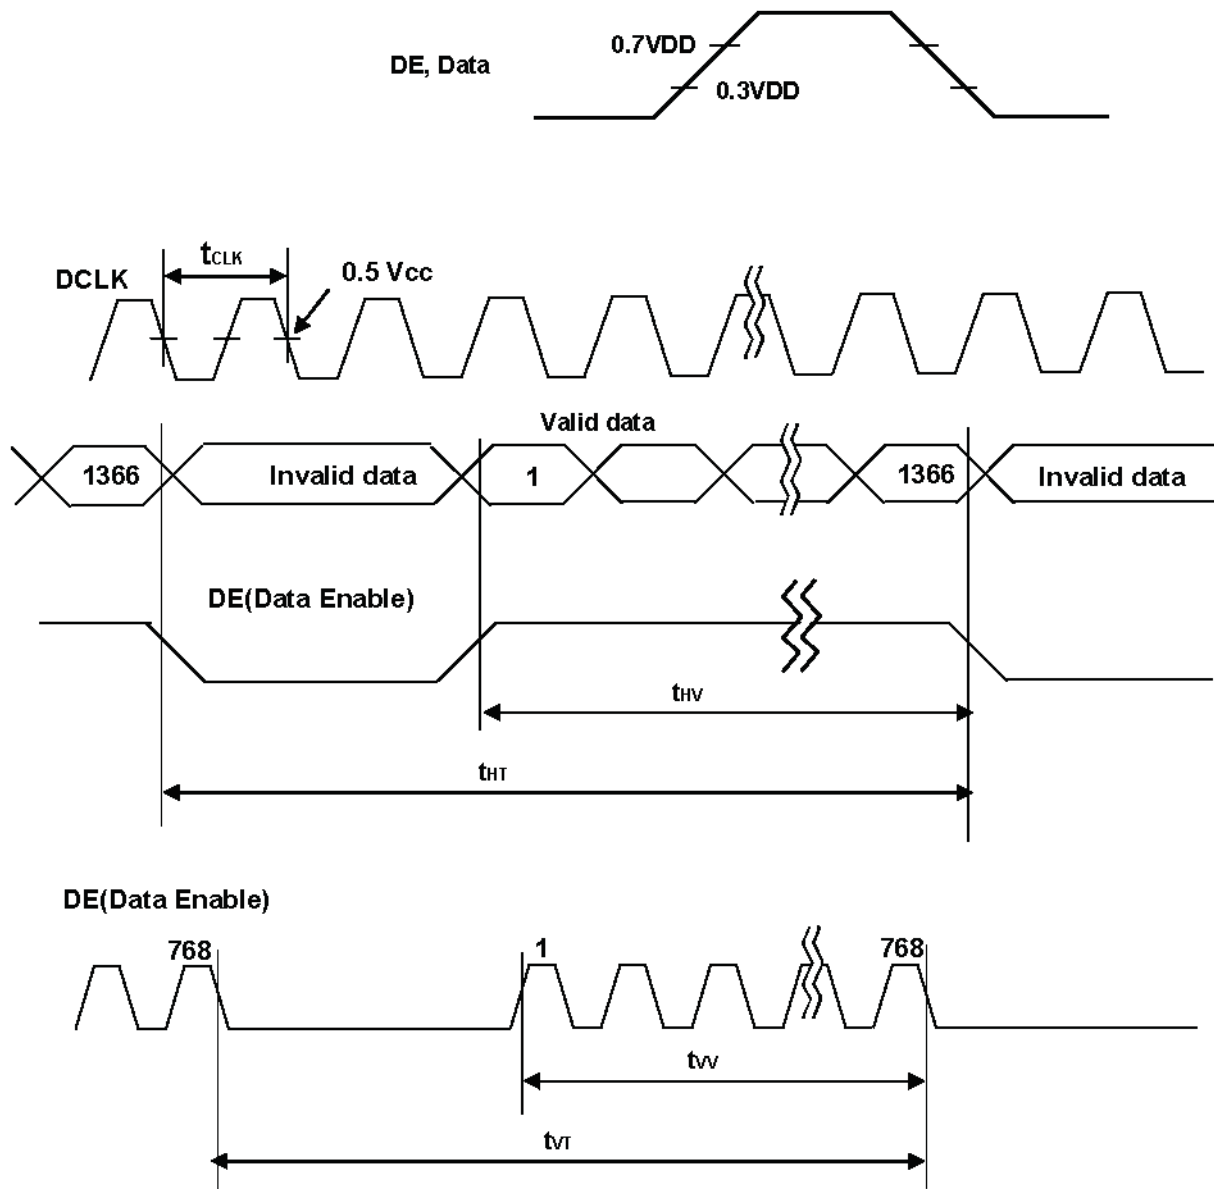 0.7VDD
DE, Data
0.3VDD
tCLK
0.5 Vcc
DCLK
Valid data
1366
Invalid data
1
1366
Invalid data
DE(Data Enable)
tHV
tHT
DE(Data Enable)
768
1
768
tVV
tVT